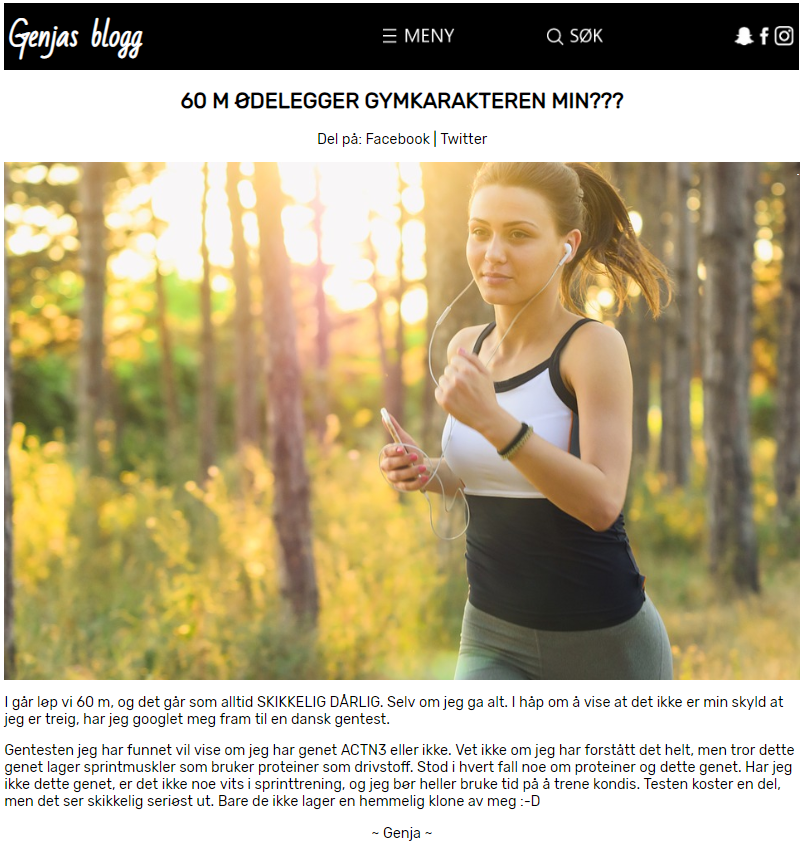 Genjas blogg
MENY
SØK
60 M ØDELEGGER GYMKARAKTEREN MIN???
Del på: Facebook | Twitter
I går løp vi 60 m, og det går som alltid SKIKKELIG DÅRLIG. Selv om jeg ga alt. I håp om å vise at det ikke er min skyld at
jeg er treig, har jeg googlet meg fram til en dansk gentest.
Gentesten jeg har funnet vil vise om jeg har genet ACTN3 eller ikke. Vet ikke om jeg har forstått det helt, men tror dette
genet lager sprintmuskler som bruker proteiner som drivstoff. Stod i hvert fall noe om proteiner og dette genet. Har jeg
ikke dette genet, er det ikke noe vits i sprinttrening, og jeg bør heller bruke tid på å trene kondis. Testen koster en del,
men det ser skikkelig seriøst ut. Bare de ikke lager en hemmelig klone av meg :-D
~ Genja ~